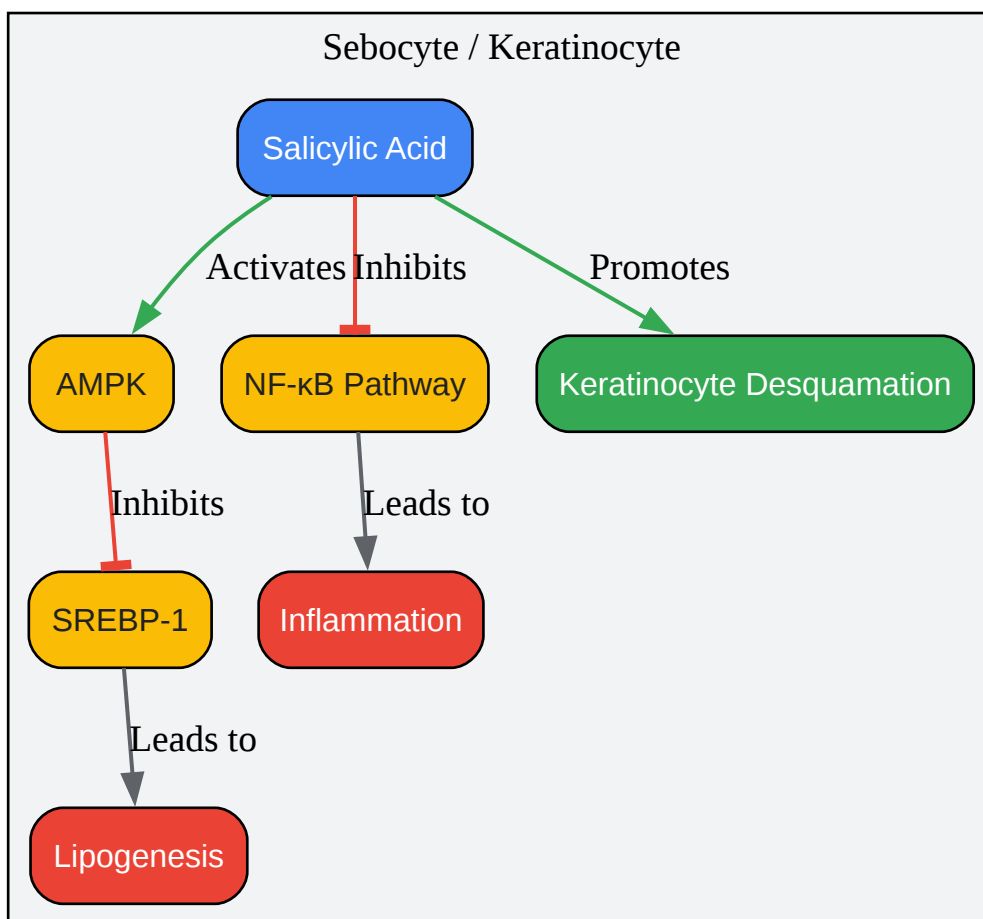 Sebocyte / Keratinocyte
Salicylic Acid
Activates
Inhibits
Promotes
AMPK
NF-κB Pathway
Keratinocyte Desquamation
Inhibits
Leads to
SREBP-1
Inflammation
Leads to
Lipogenesis